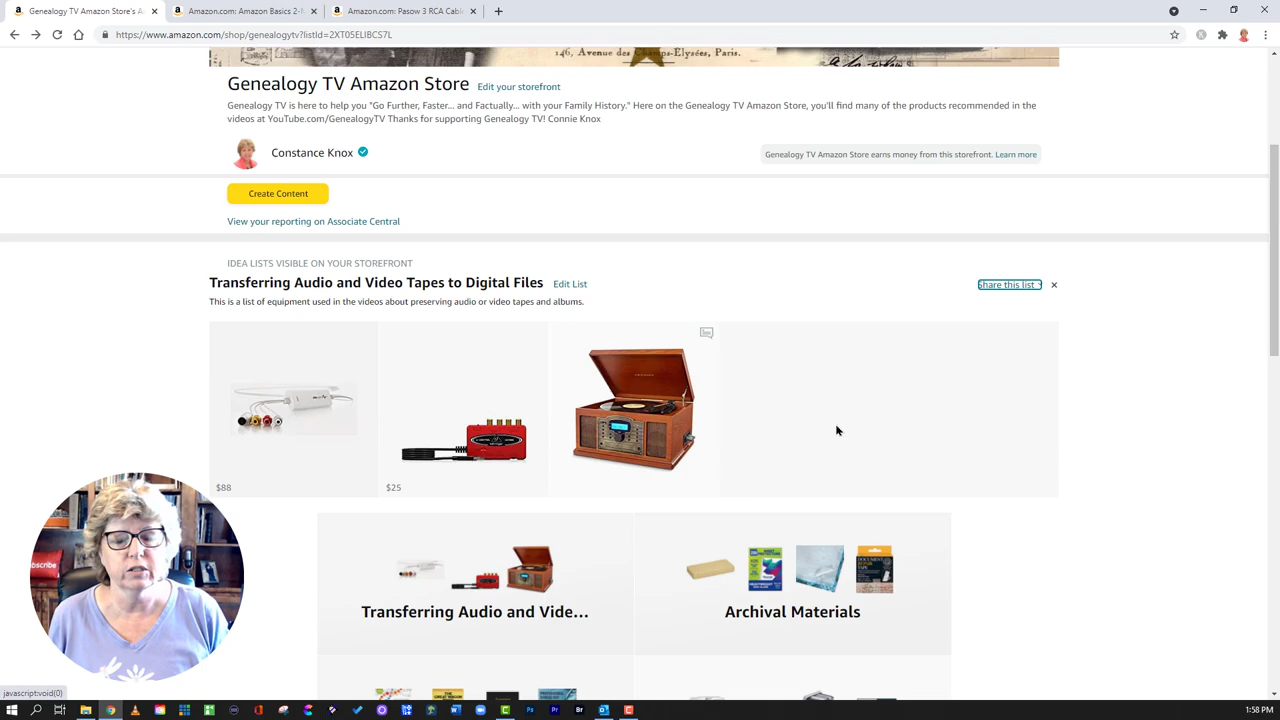 Genealogy TV Amazon Store's A
Amazon.com: Amazon Basics 2-M
Amazon.com: Pasow 3 RCA Cabl
https://www.amazon.com/shop/genealogytv?listId=2XT05ELIBCS7L
146, Avenue des Champs-Elysées, Paris.
Genealogy TV Amazon Store Edit your storefront
Genealogy TV is here to help you "Go Further, Faster... and Factually... with your Family History." Here on the Genealogy TV Amazon Store, you'll find many of the products recommended in the
videos at YouTube.com/GenealogyTV Thanks for supporting Genealogy TV! Connie Knox
Constance Knox
Genealogy TV Amazon Store earns money from this storefront. Learn more
Create Content
View your reporting on Associate Central
IDEA LISTS VISIBLE ON YOUR STOREFRONT
Transferring Audio and Video Tapes to Digital Files Edit List
Share this list
This is a list of equipment used in the videos about preserving audio or video tapes and albums.
$88
$25
Transferring Audio and Vide...
Archival Materials
javascript:void(0)
1:58 PM